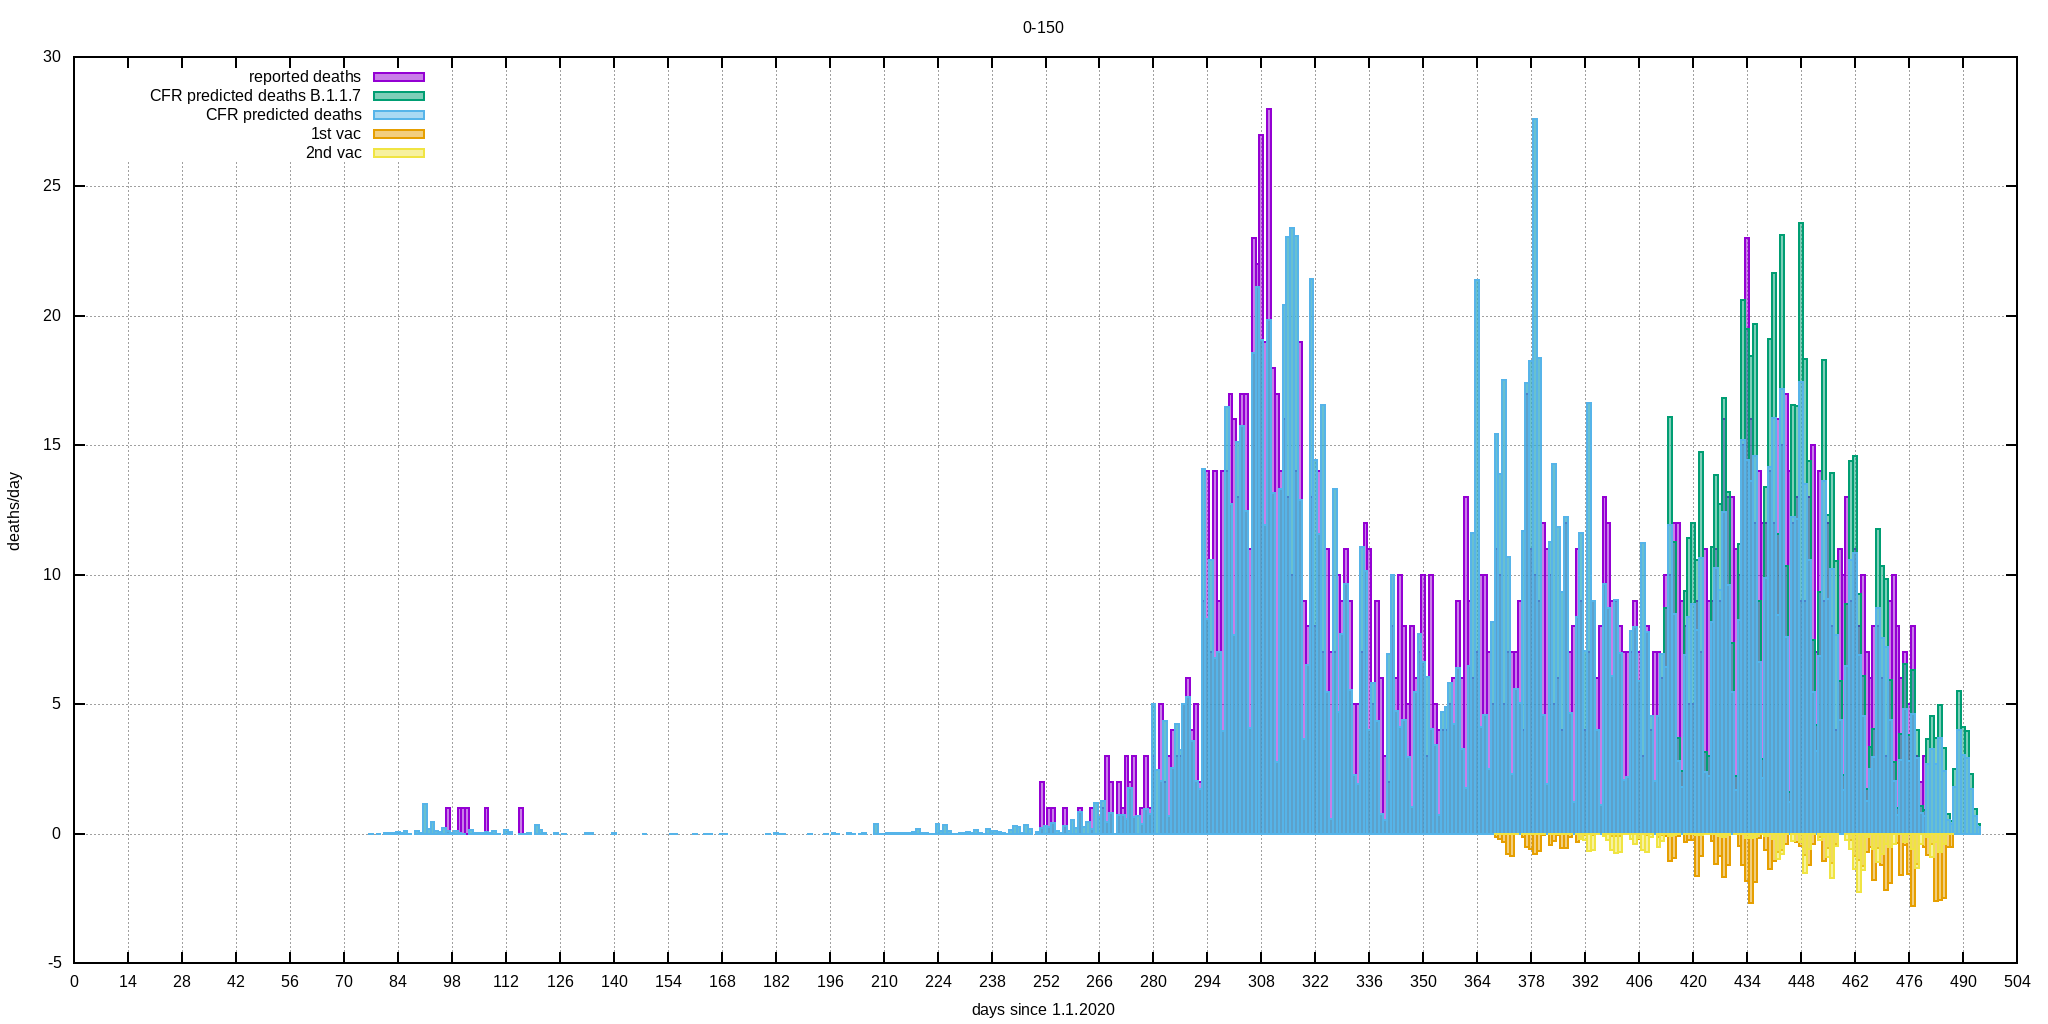 0-150
30
reported deaths
CFR predicted deaths B.1.1.7
CFR predicted deaths
1st vac
2nd vac
25
20
15
10
5
0
-5
deaths/day
0 14 28 42 56 70 84 98 112 126 140 154 168 182 196 210 224 238 252 266 280 294 308 322 336 350 364 378 392 406 420 434 448 462 476 490 504
days since 1.1.2020